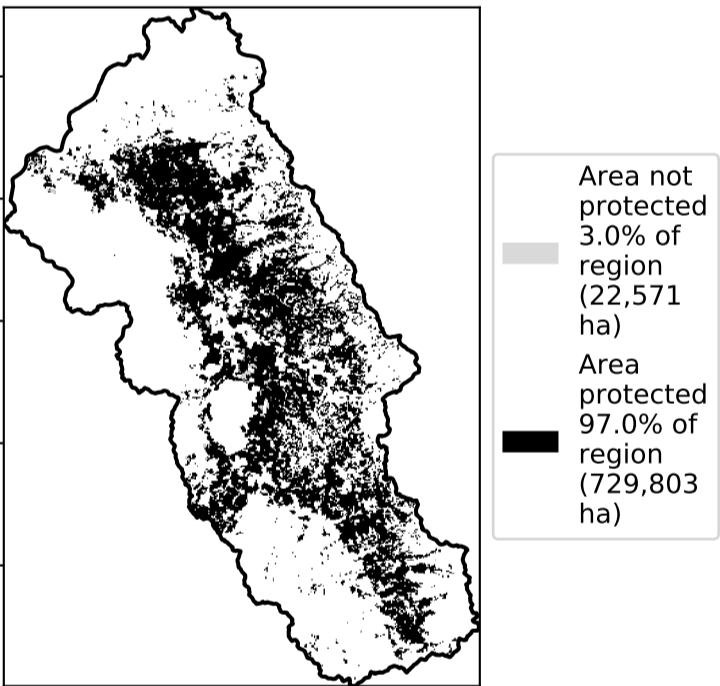 Area not
protected
3.0% of
region
(22,571
ha)
Area
protected
97.0% of
region
(729,803
ha)